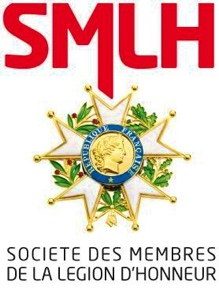 SMLH
REPUBLIQUE FRANÇAISE
SOCIETE DES MEMBRES
DE LA LEGION D'HONNEUR